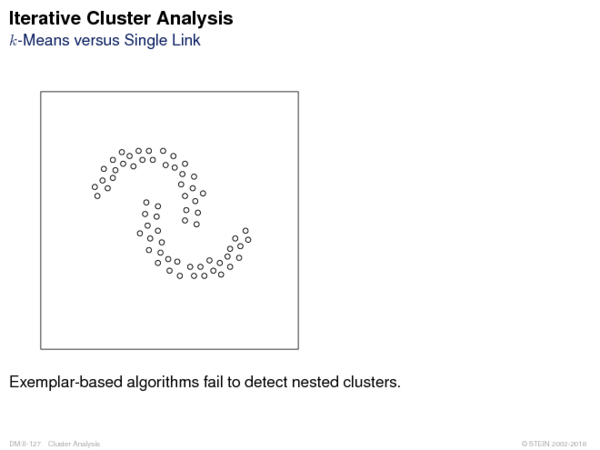 Iterative Cluster Analysis
k-Means versus Single Link
Exemplar-based algorithms fail to detect nested clusters.
DM:II-127 Cluster Analysis
© STEIN 2002-2018